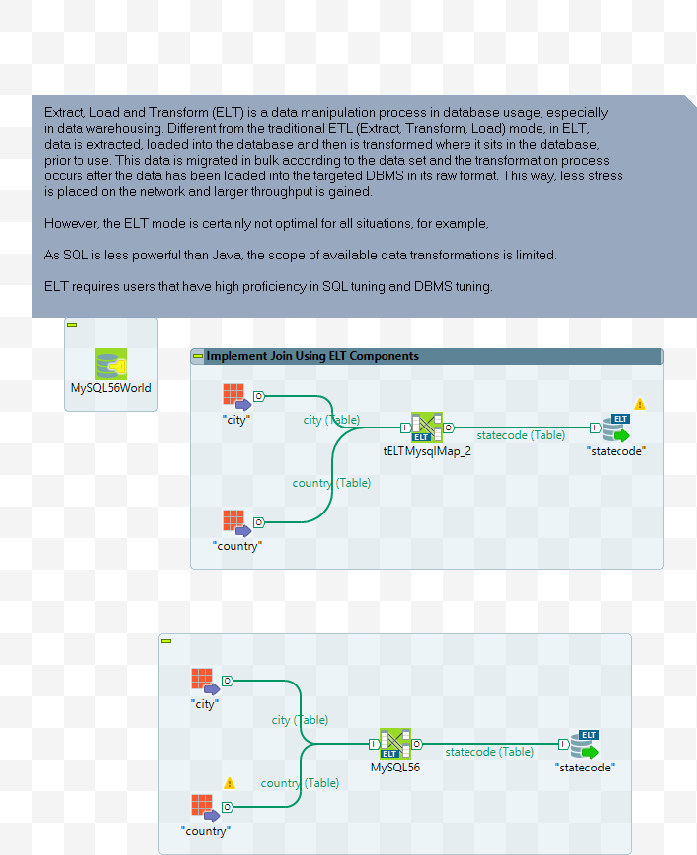 Extract, Load and Transform (ELT) is a data manipulation process in database usage, especially
in data warehousing. Different from the traditional ETL (Extract, Transform, Load) mode, in ELT,
data is extracted, loaded into the database and then is transformed where it sits in the database,
prior to use. This data is migrated in bulk according to the data set and the transformation process
occurs after the data has been loaded into the targeted DBMS in its raw format. This way, less stress
is placed on the network and larger throughput is gained.
However, the ELT mode is certainly not optimal for all situations, for example,
As SQL is less powerful than Java, the scope of available data transformations is limited.
ELT requires users that have high proficiency in SQL tuning and DBMS tuning.
MySQL56World
Implement Join Using ELT Components
O
"city"
city (Table)
I ELT O
tELTMysqlMap_2
statecode (Table)
I ELT
"statecode"
country (Table)
O
"country"
O
"city"
city (Table)
I ELT O
MySQL56
statecode (Table)
I ELT
"statecode"
country (Table)
O
"country"